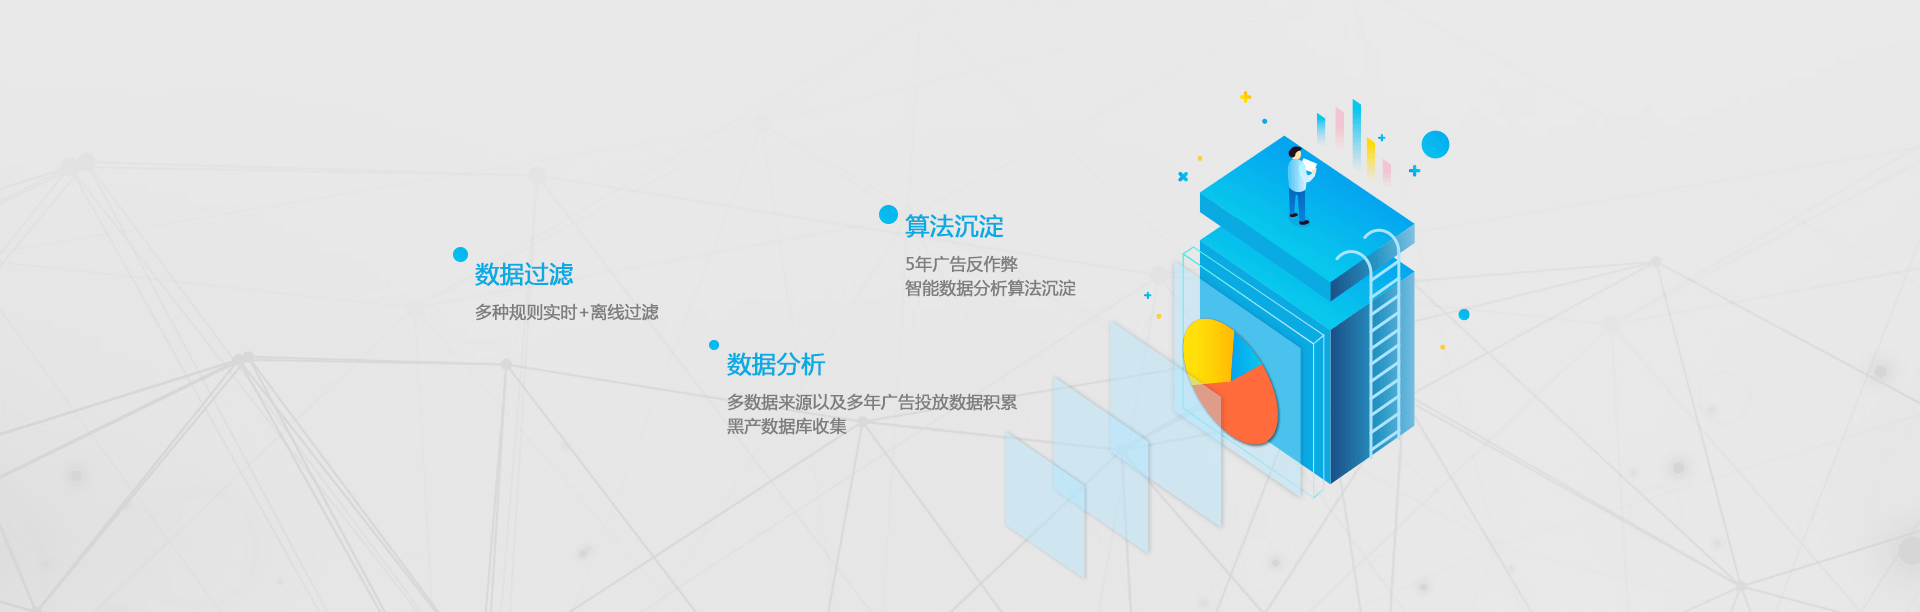 数据过滤
多种规则实时+离线过滤
算法沉淀
5年广告反作弊
智能数据分析算法沉淀
数据分析
多数据来源以及多年广告投放数据积累
黑产数据库收集